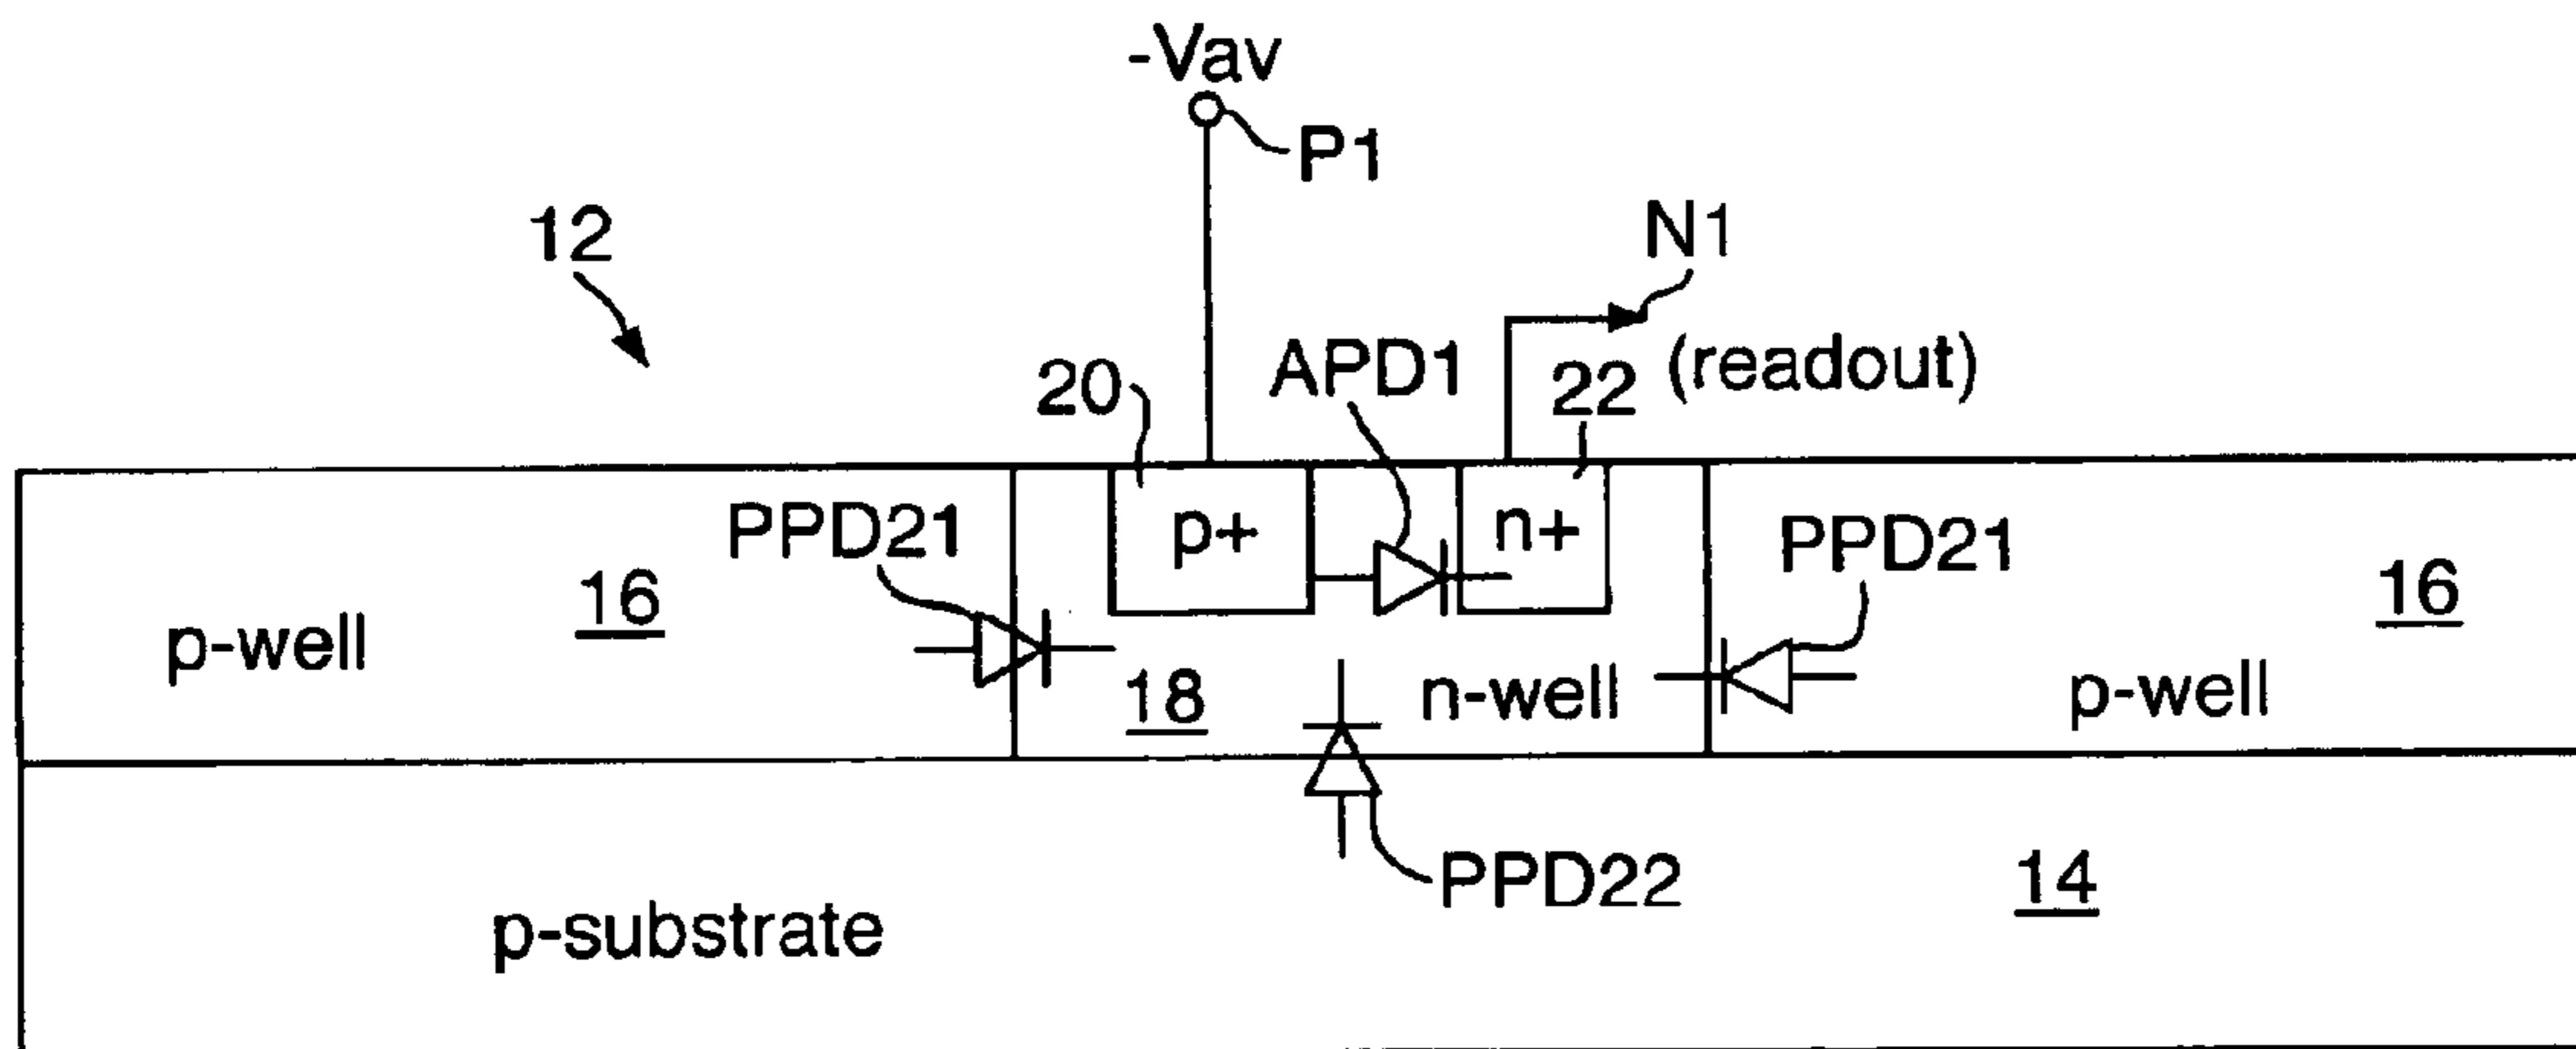 -Vav
P1
12
N1
20
APD1
22
(readout)
PPD21
p+
n+
PPD21
16
16
p-well
18
n-well
p-well
PPD22
14
p-substrate